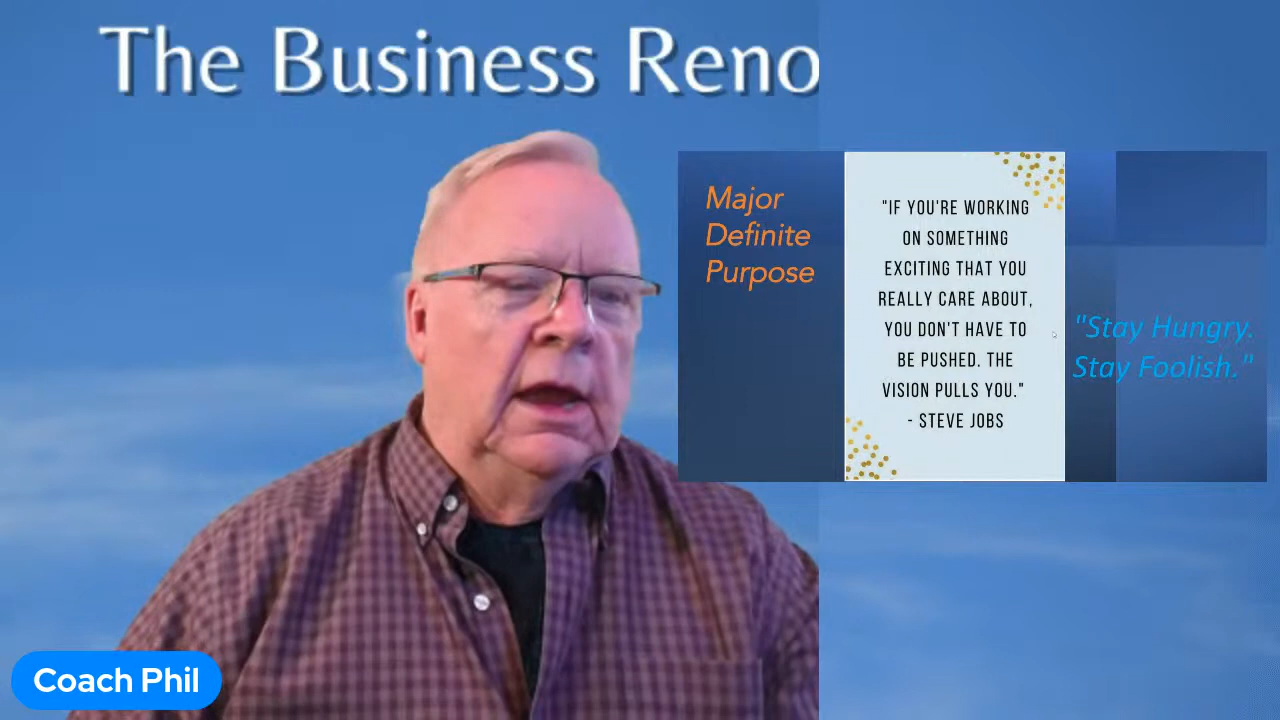 The Business Reno
Major
Definite
Purpose
"IF YOU'RE WORKING
ON SOMETHING
EXCITING THAT YOU
REALLY CARE ABOUT,
YOU DON'T HAVE TO
BE PUSHED. THE
VISION PULLS YOU."
- STEVE JOBS
"Stay Hungry.
Stay Foolish."
Coach Phil